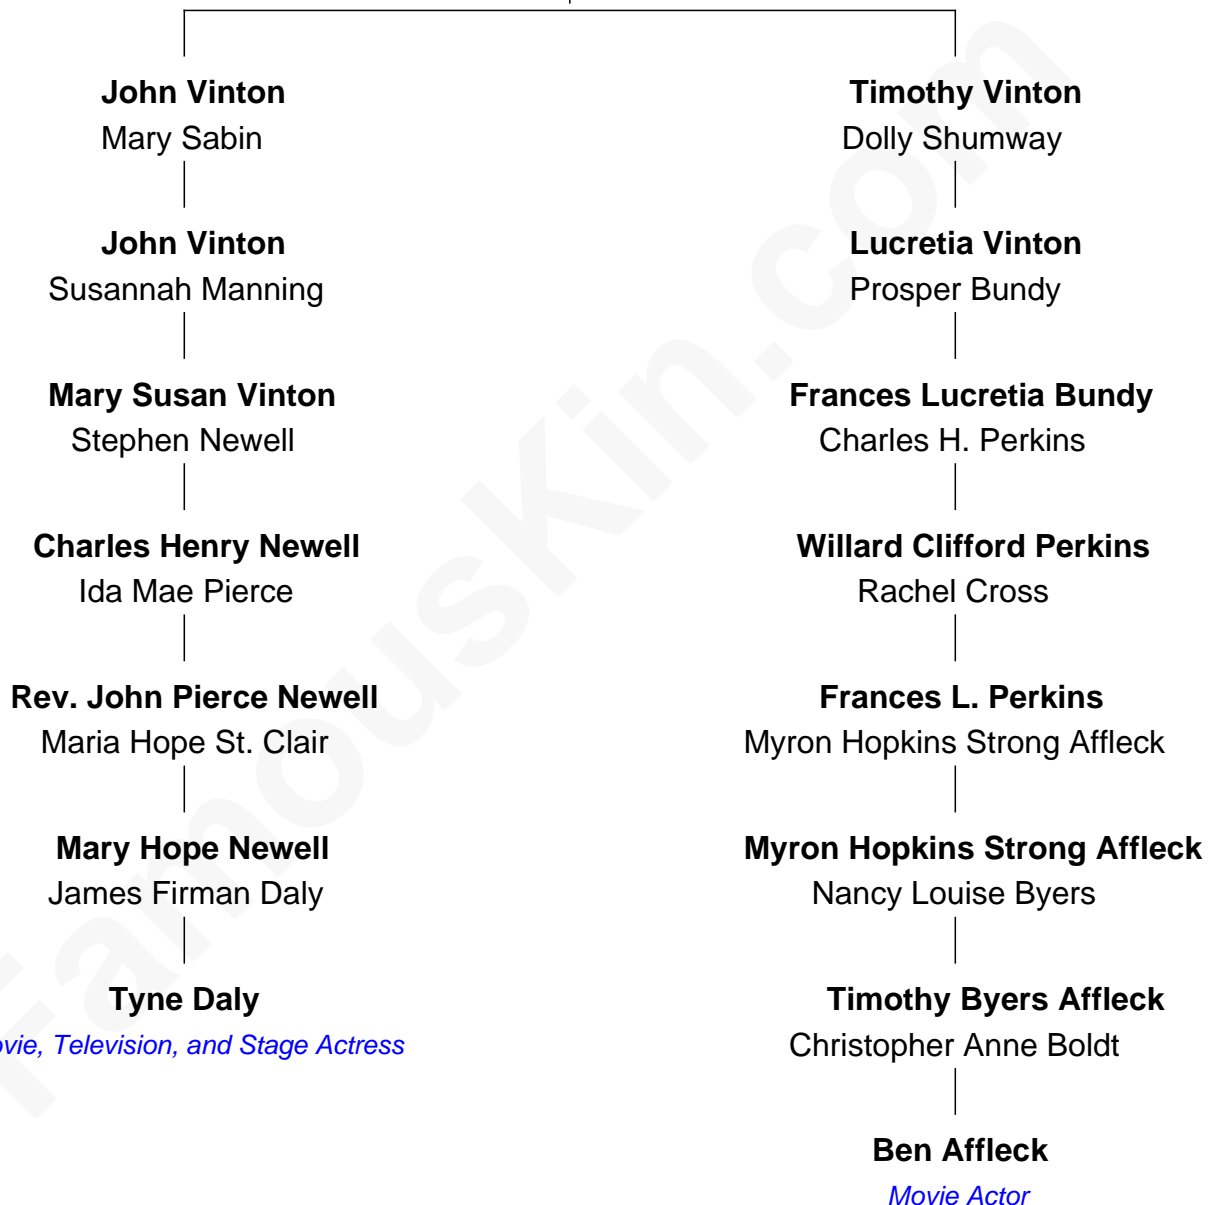 John Vinton
Mary Sabin
John Vinton
Susannah Manning
Mary Susan Vinton
Stephen Newell
Charles Henry Newell
Ida Mae Pierce
Rev. John Pierce Newell
Maria Hope St. Clair
Mary Hope Newell
James Firman Daly
Tyne Daly
ovie, Television, and Stage Actress
Timothy Vinton
Dolly Shumway
Lucretia Vinton
Prosper Bundy
Frances Lucretia Bundy
Charles H. Perkins
Willard Clifford Perkins
Rachel Cross
Frances L. Perkins
Myron Hopkins Strong Affleck
Myron Hopkins Strong Affleck
Nancy Louise Byers
Timothy Byers Affleck
Christopher Anne Boldt
Ben Affleck
Movie Actor
FamousKin.com